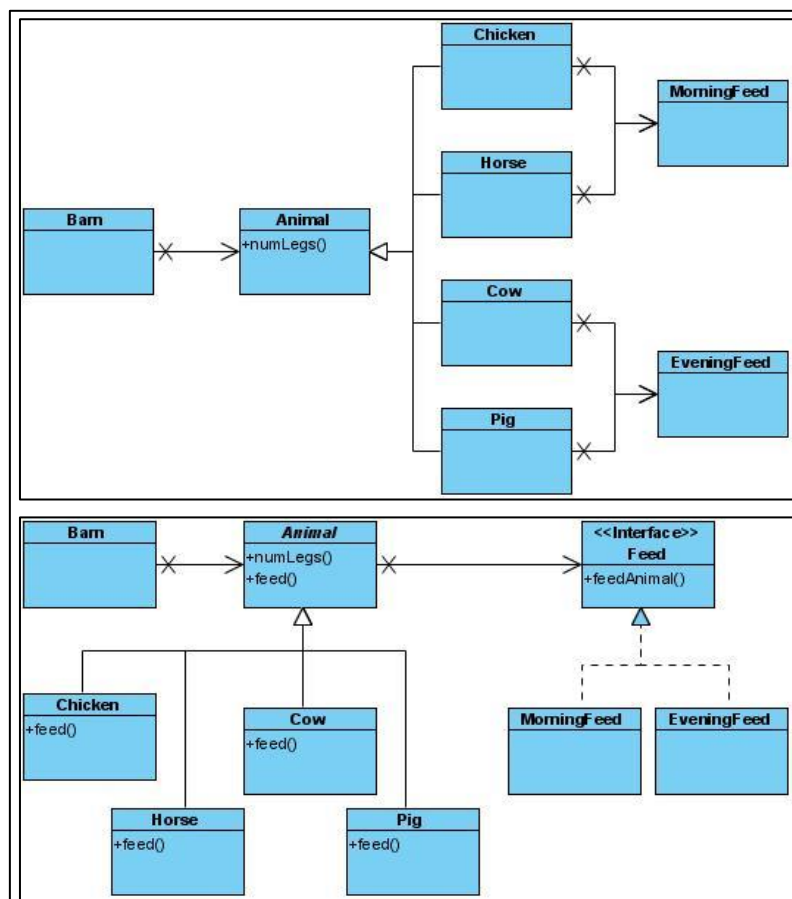 Chicken
MorningFeed
Horse
Barn
Animal
+numLegs()
Cow
EveningFeed
Pig
Barn
Animal
+numLegs()
+feed()
<<Interface>>
Feed
+feedAnimal()
Chicken
+feed()
Cow
+feed()
MorningFeed
EveningFeed
Horse
+feed()
Pig
+feed()